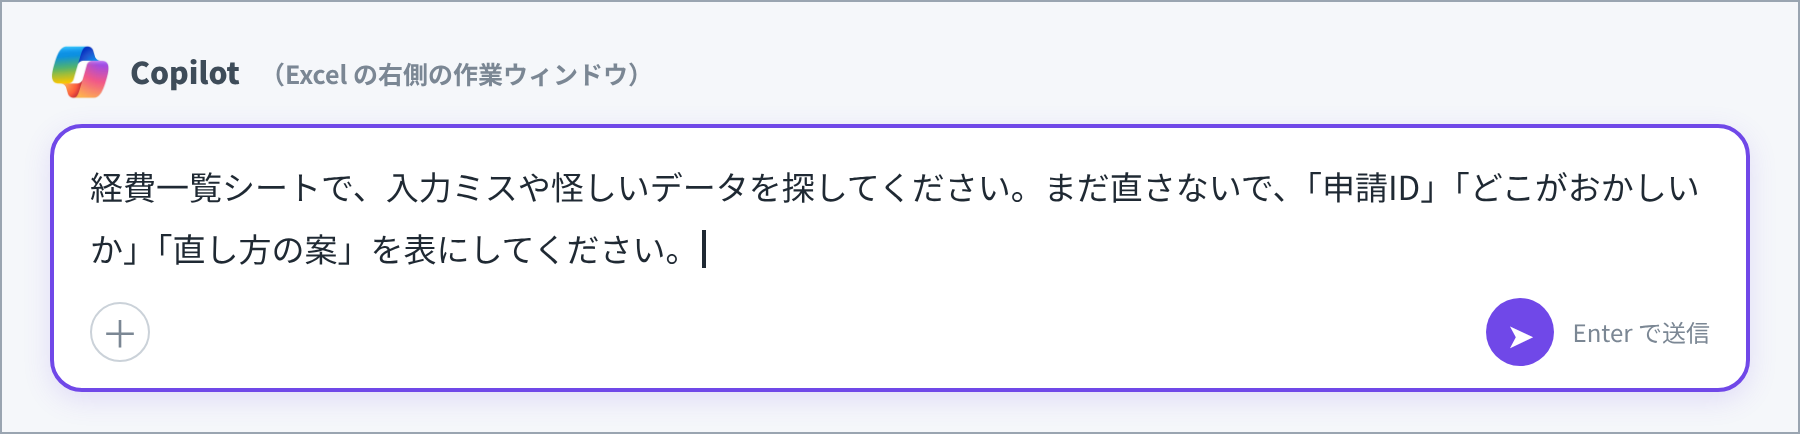 Copilot （Excel の右側の作業ウィンドウ）
経費一覧シートで、入力ミスや怪しいデータを探してください。まだ直さないで、「申請ID」「どこがおかしい
か」「直し方の案」を表にしてください。
Enter で送信